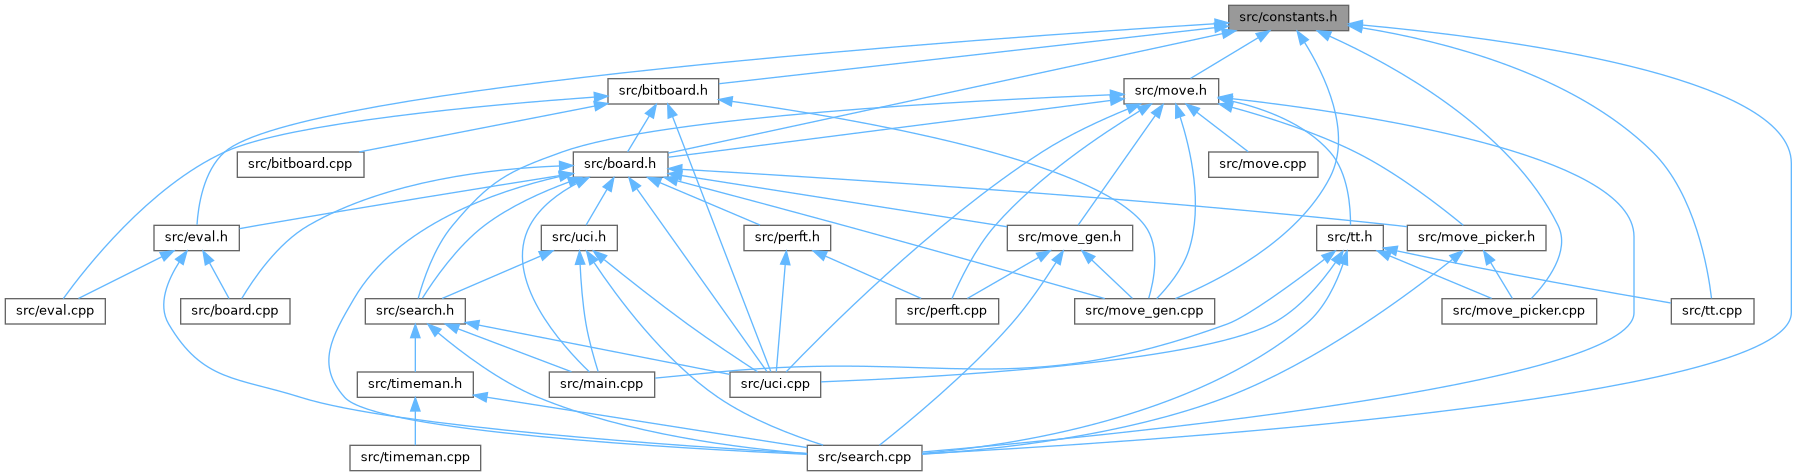 src/constants.h
src/bitboard.h
src/move.h
src/bitboard.cpp
src/board.h
src/move.cpp
src/eval.h
src/uci.h
src/perft.h
src/move_gen.h
src/tt.h
src/move_picker.h
src/eval.cpp
src/board.cpp
src/search.h
src/perft.cpp
src/move_gen.cpp
src/move_picker.cpp
src/tt.cpp
src/timeman.h
src/main.cpp
src/uci.cpp
src/timeman.cpp
src/search.cpp